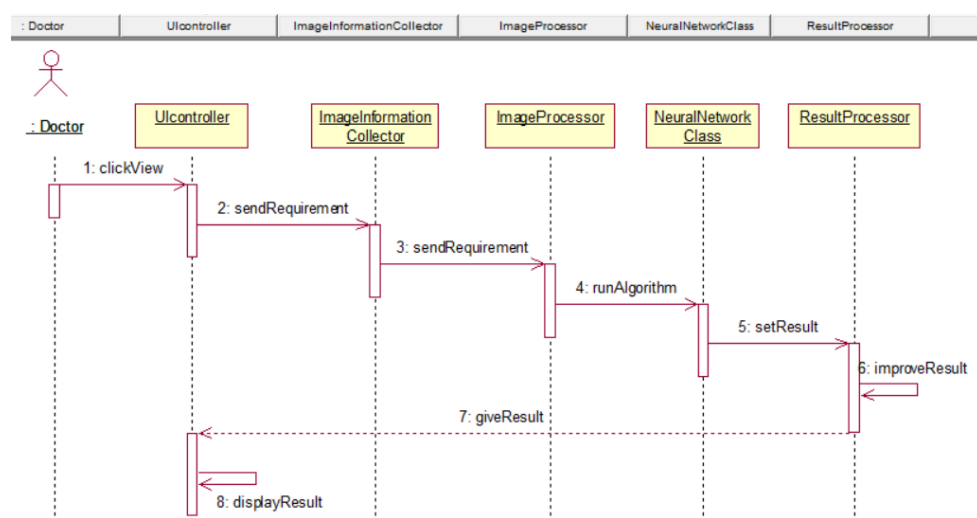 : Doctor
UIcontroller
ImageInformationCollector
ImageProcessor
NeuralNetworkClass
ResultProcessor
: Doctor
UIcontroller
ImageInformation
Collector
ImageProcessor
NeuralNetwork
Class
ResultProcessor
1: clickView
2: sendRequirement
3: sendRequirement
4: runAlgorithm
5: setResult
6: improveResult
7: giveResult
8: displayResult